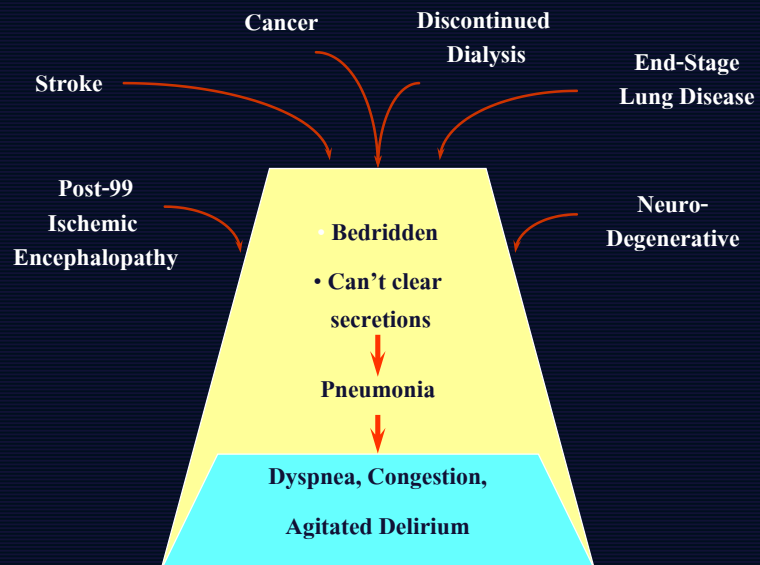 Cancer
Discontinued
Dialysis
Stroke
End-Stage
Lung Disease
Post-99
Ischemic
Encephalopathy
Neuro-
Degenerative
• Bedridden
• Can’t clear
secretions
Pneumonia
Dyspnea, Congestion,
Agitated Delirium